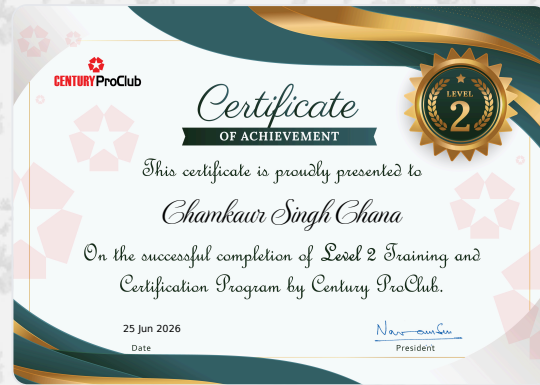 CENTURY ProClub
Certificate
OF ACHIEVEMENT
LEVEL
2
This certificate is proudly presented to
Chamkaur Singh Ghana
On the successful completion of Level 2 Training and
Certification Program by Century ProClub.
25 Jun 2026
Date
President